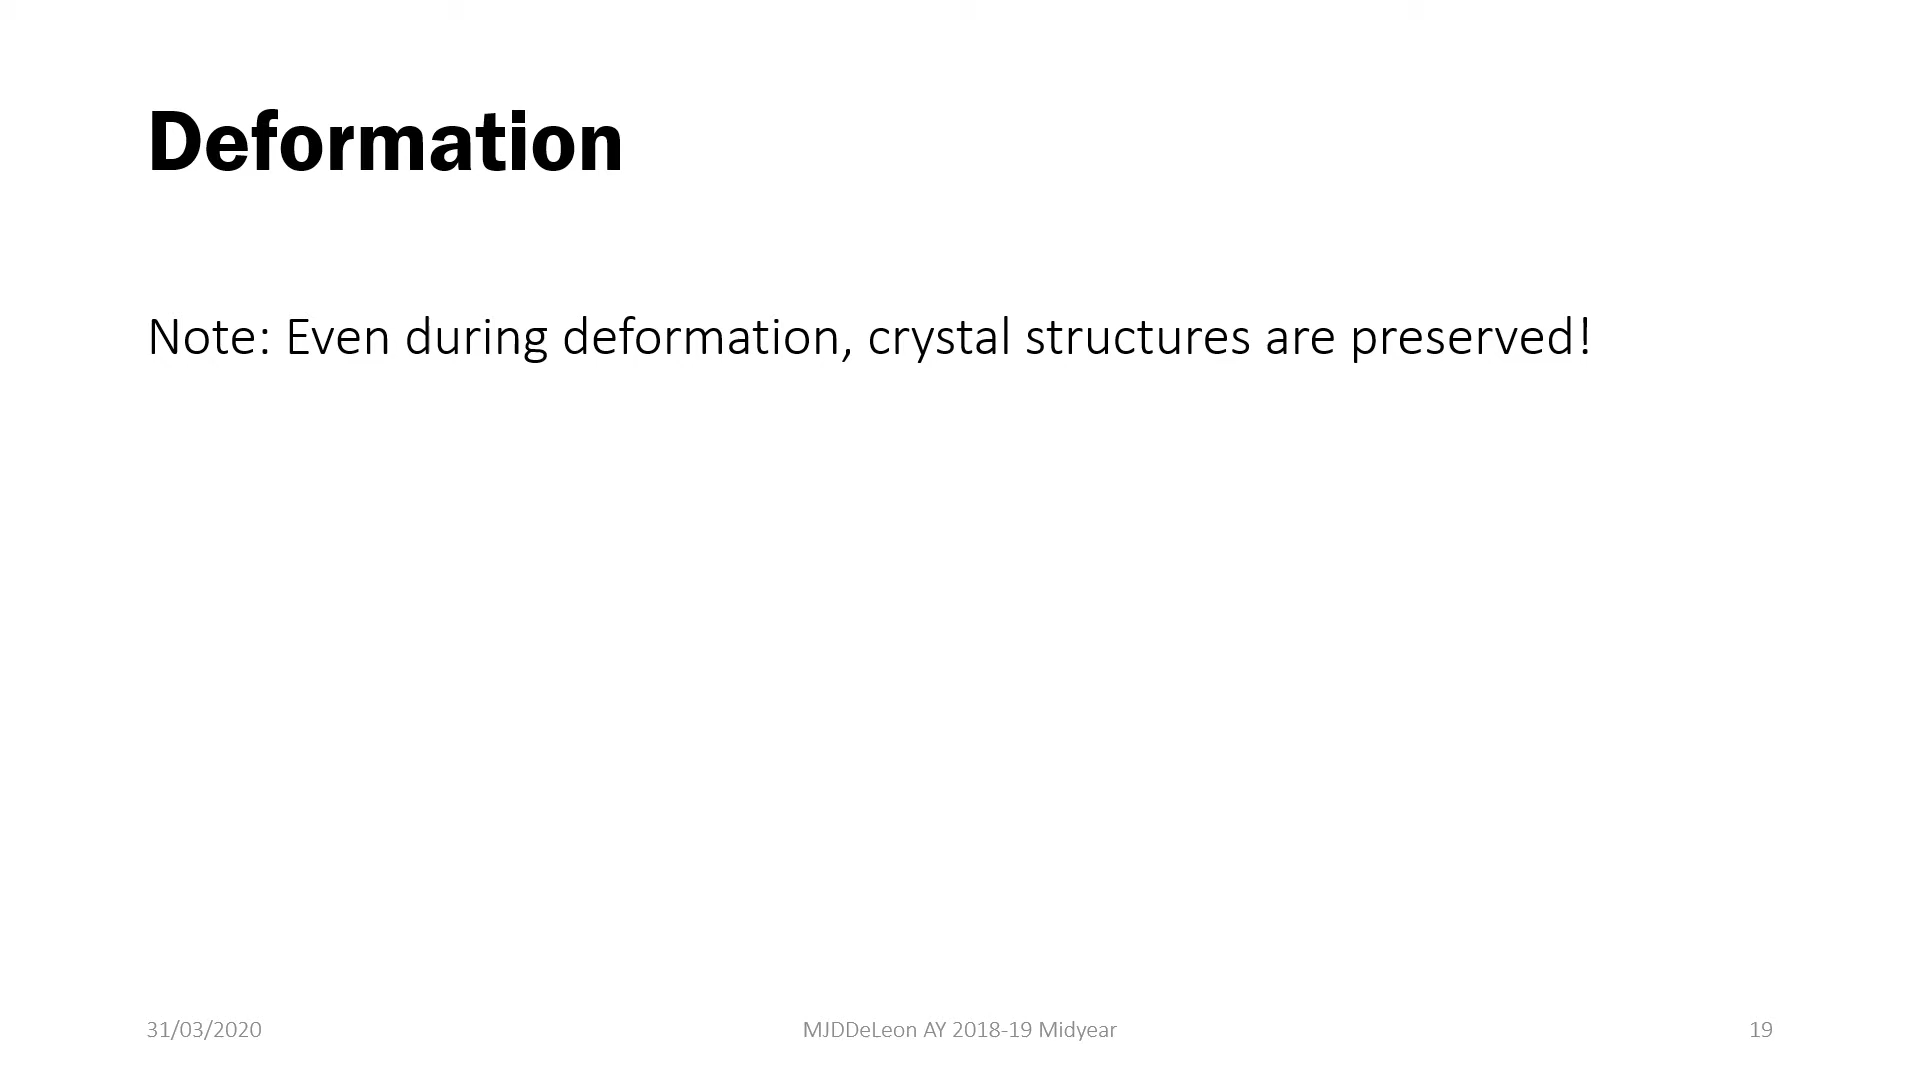 Deformation
Note: Even during deformation, crystal structures are preserved!
31/03/2020
MJDDeLeon AY 2018-19 Midyear
19